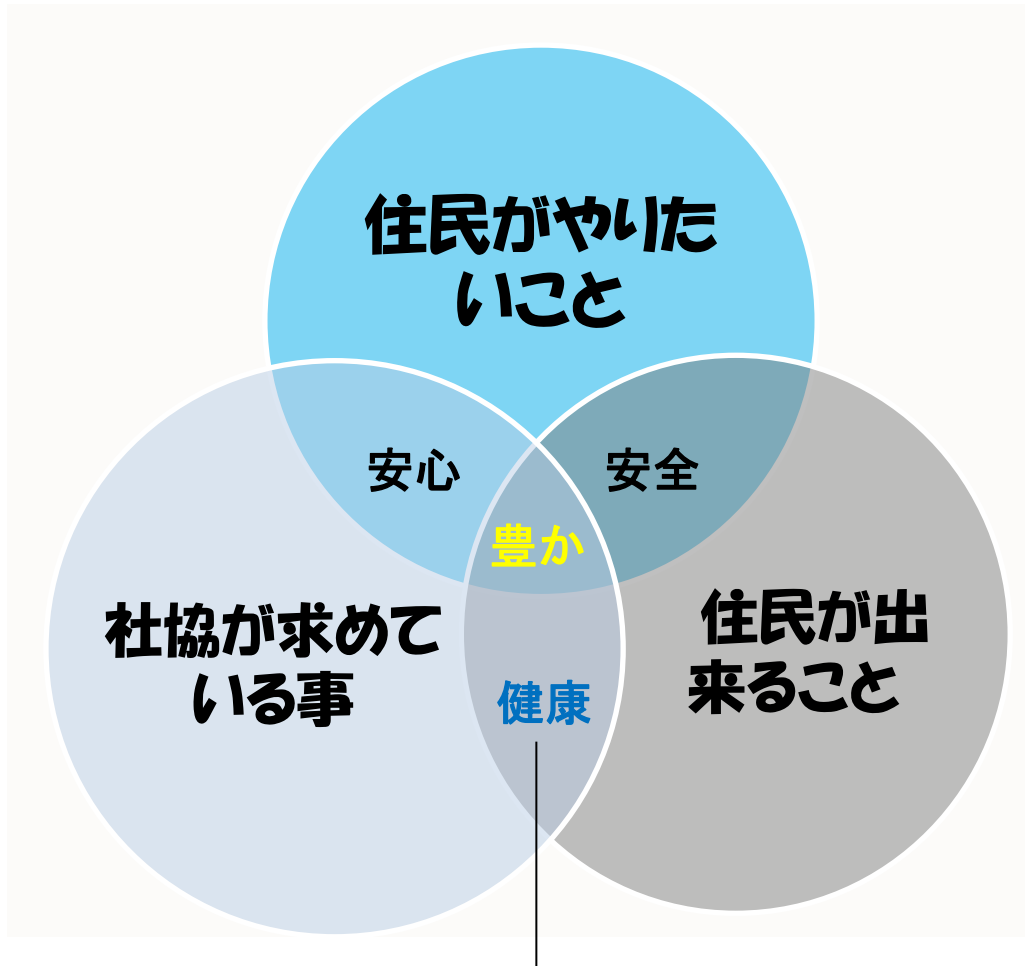 住民がやりた
いこと
安心
安全
豊か
社協が求めて
いる事
住民が出
来ること
健康